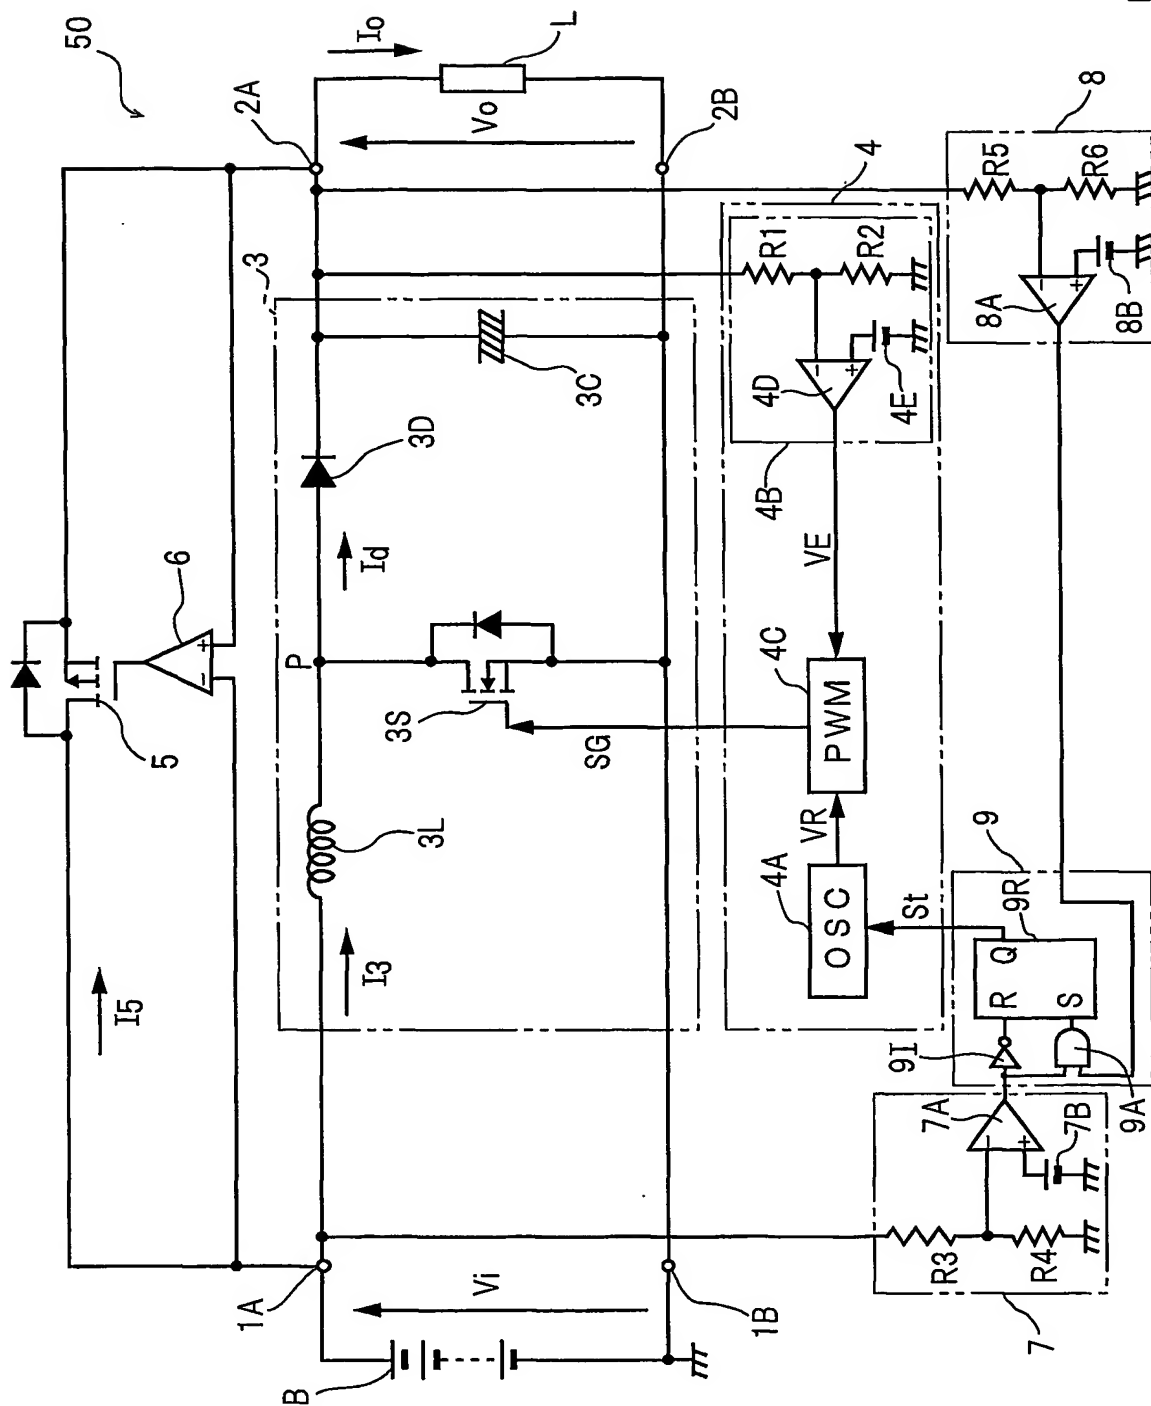 50
Io
L
2A
Vo
2B
3
Id
3D
3C
6
5
P
3S
SG
3L
I3
I5
1A
Vi
1B
B
4
R1
R2
4D
4E
4B
VE
4C
PWM
VR
4A
OSC
St
8
R5
R6
8A
8B
9
9R
Q
R
S
9I
9A
7A
7B
R3
R4
7
- +
- +
- +
- +